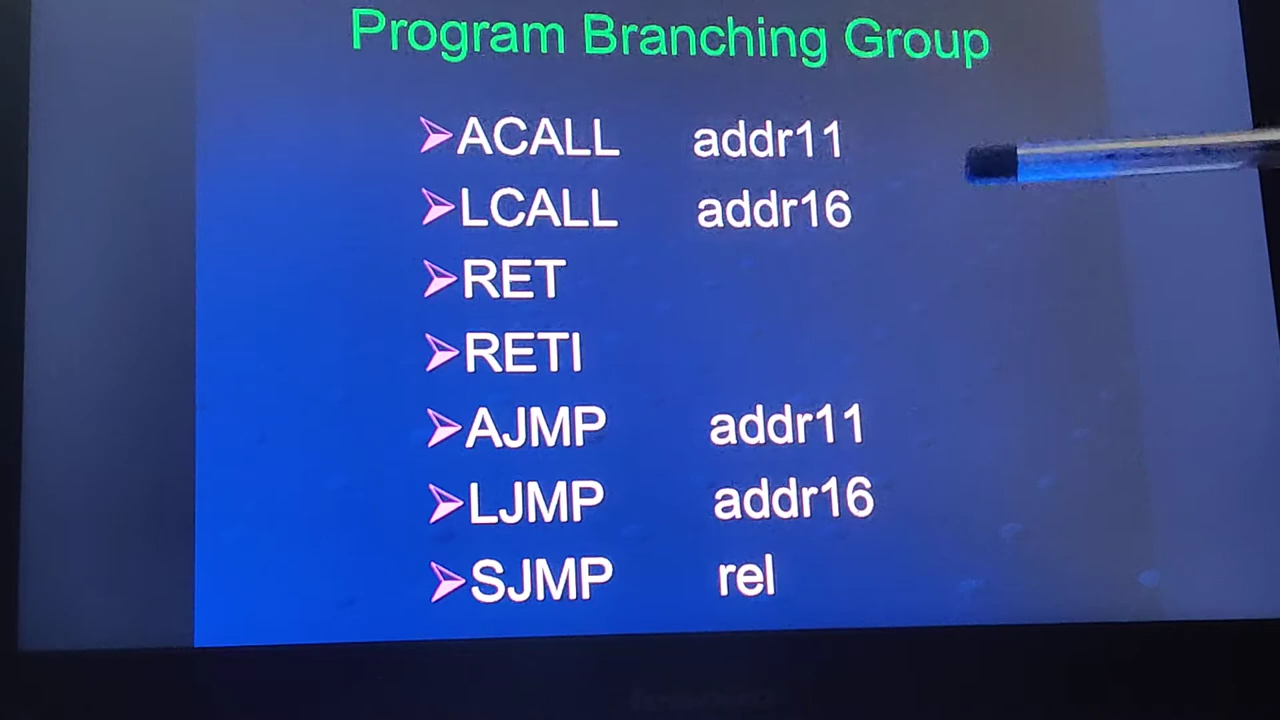 Program Branching Group
➢ACALL addr11
➢LCALL addr16
➢RET
➢RETI
➢AJMP addr11
➢LJMP addr16
➢SJMP rel